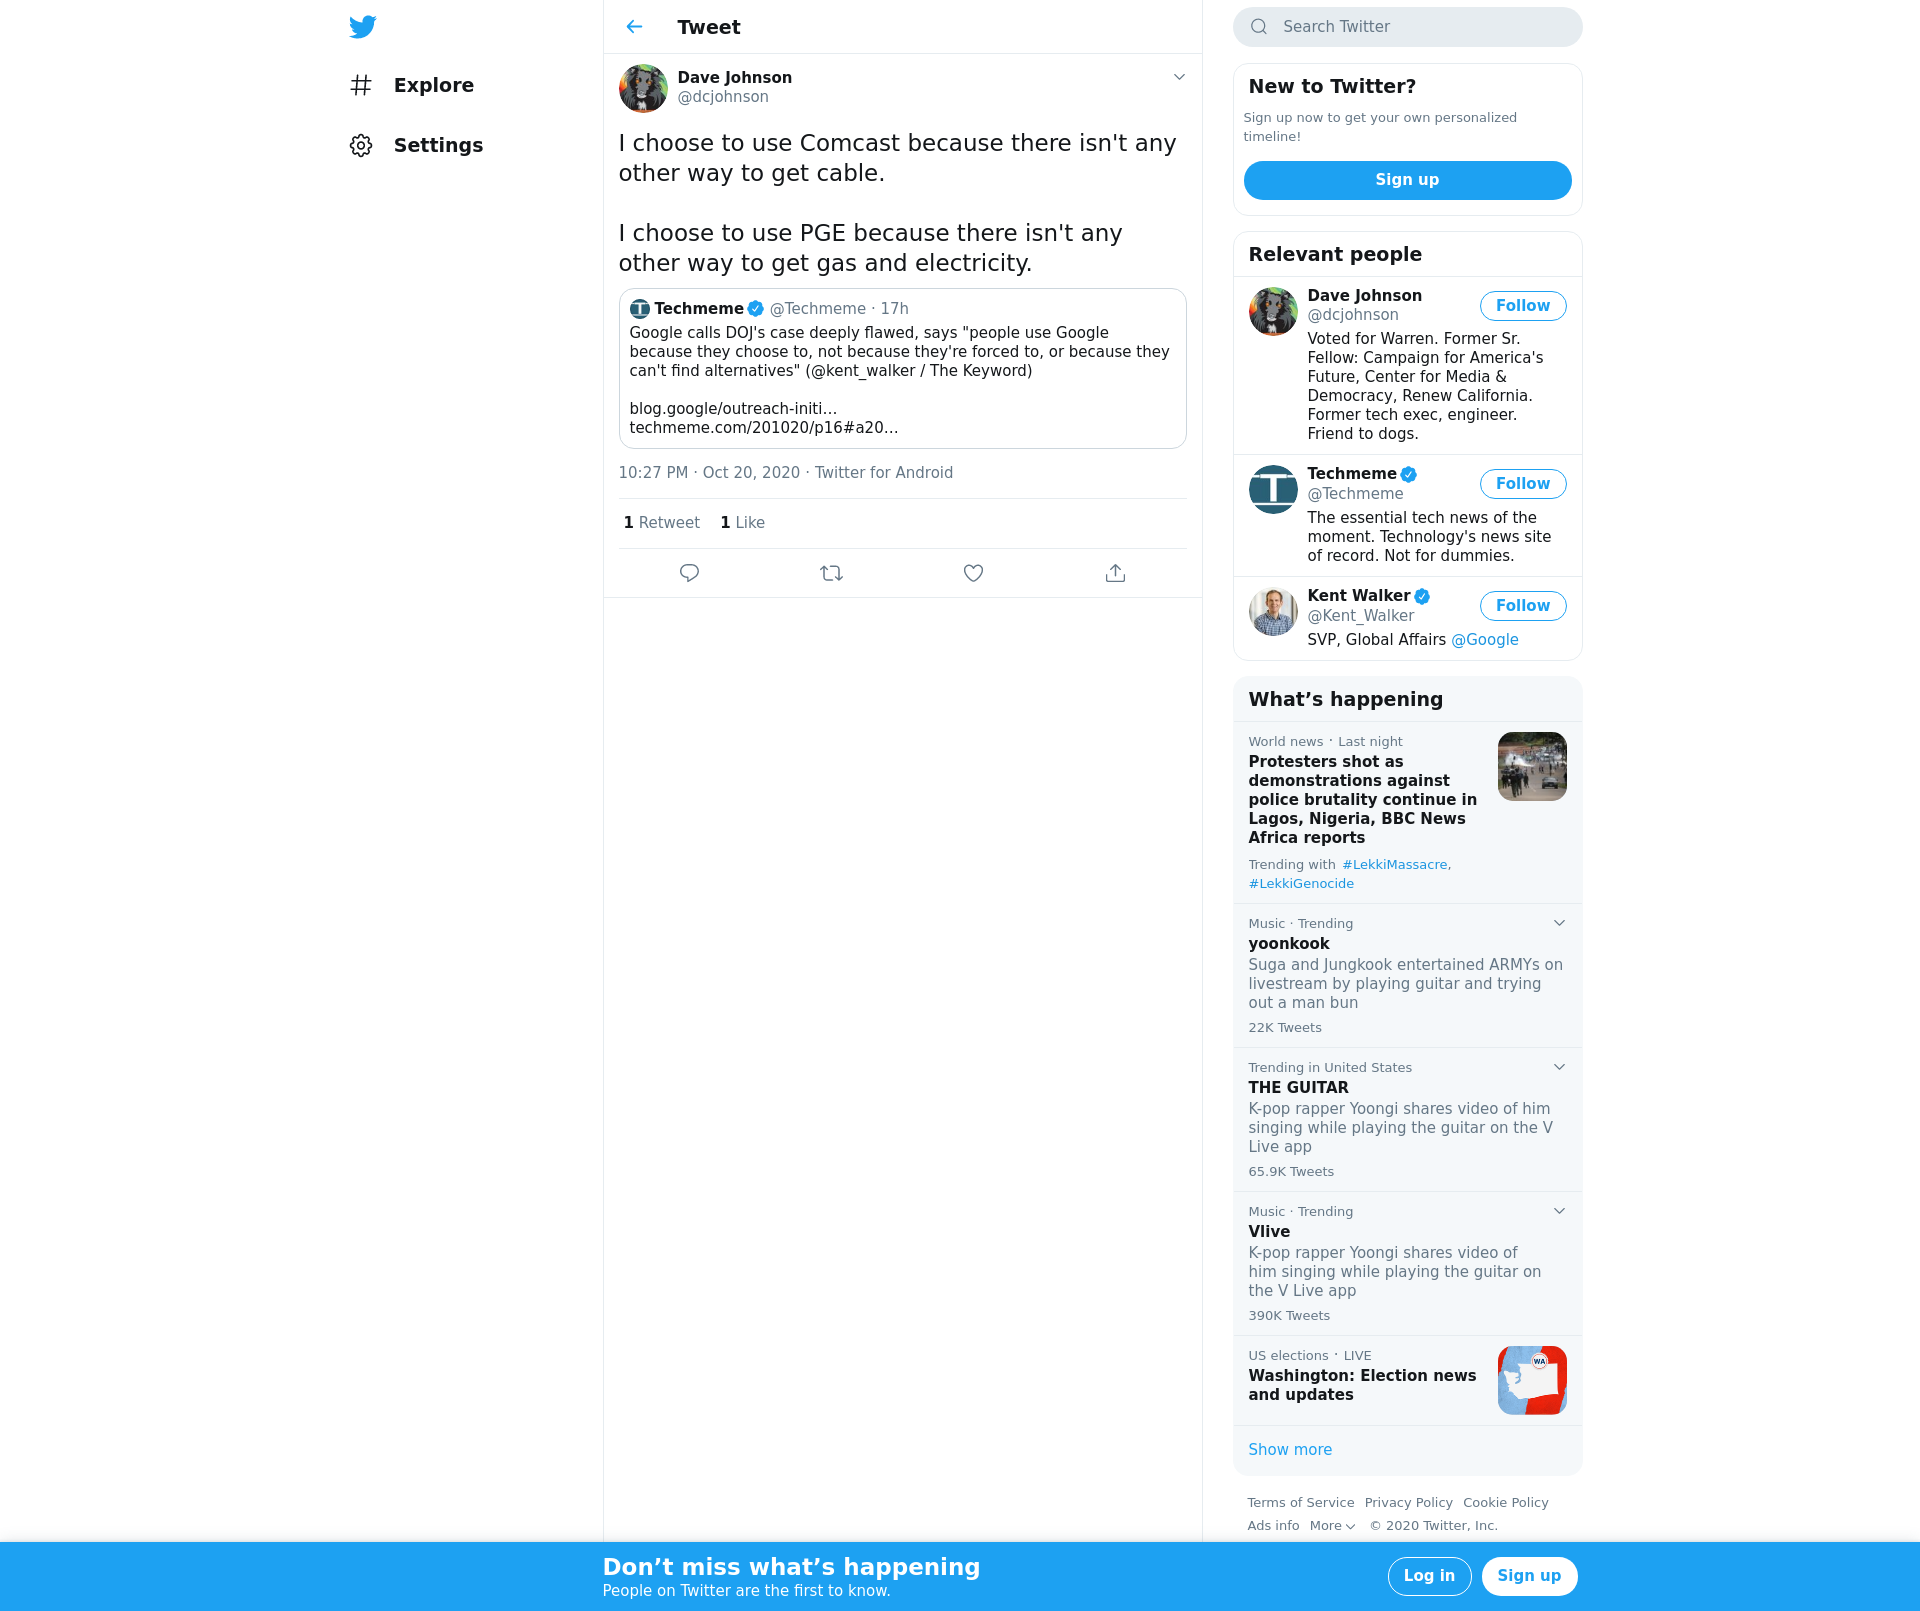 Explore
Settings
Tweet
Dave Johnson
@dcjohnson
I choose to use Comcast because there isn't any
other way to get cable.
I choose to use PGE because there isn't any
other way to get gas and electricity.
Techmeme @Techmeme · 17h
Google calls DOJ's case deeply flawed, says "people use Google
because they choose to, not because they're forced to, or because they
can't find alternatives" (@kent_walker / The Keyword)
blog.google/outreach-initi…
techmeme.com/201020/p16#a20…
10:27 PM · Oct 20, 2020 · Twitter for Android
1 Retweet 1 Like
Search Twitter
New to Twitter?
Sign up now to get your own personalized
timeline!
Sign up
Relevant people
Dave Johnson
@dcjohnson
Follow
Voted for Warren. Former Sr.
Fellow: Campaign for America's
Future, Center for Media &
Democracy, Renew California.
Former tech exec, engineer.
Friend to dogs.
Techmeme
@Techmeme
Follow
The essential tech news of the
moment. Technology's news site
of record. Not for dummies.
Kent Walker
@Kent_Walker
Follow
SVP, Global Affairs @Google
What’s happening
World news · Last night
Protesters shot as
demonstrations against
police brutality continue in
Lagos, Nigeria, BBC News
Africa reports
Trending with #LekkiMassacre,
#LekkiGenocide
Music · Trending
yoonkook
Suga and Jungkook entertained ARMYs on
livestream by playing guitar and trying
out a man bun
22K Tweets
Trending in United States
THE GUITAR
K-pop rapper Yoongi shares video of him
singing while playing the guitar on the V
Live app
65.9K Tweets
Music · Trending
Vlive
K-pop rapper Yoongi shares video of
him singing while playing the guitar on
the V Live app
390K Tweets
US elections · LIVE
Washington: Election news
and updates
WA
Show more
Terms of Service Privacy Policy Cookie Policy
Ads info More © 2020 Twitter, Inc.
Don’t miss what’s happening
People on Twitter are the first to know.
Log in
Sign up